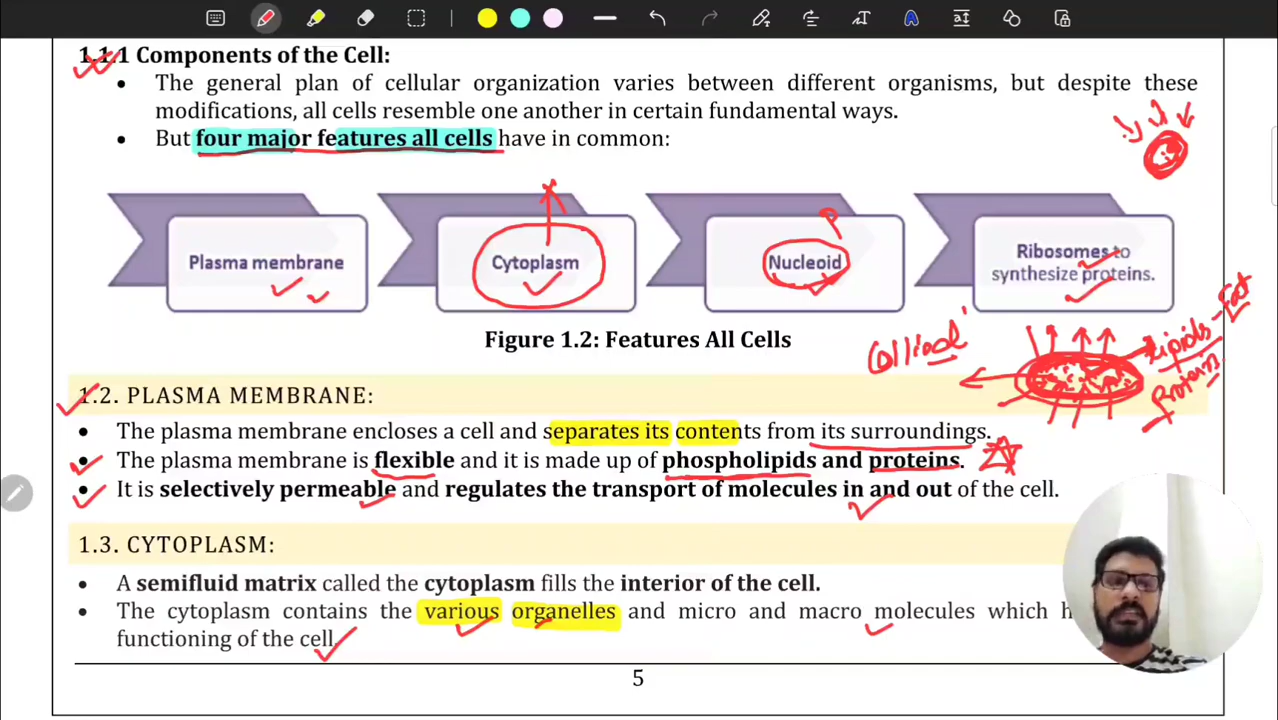 1.1.1 Components of the Cell:
• The general plan of cellular organization varies between different organisms, but despite these
modifications, all cells resemble one another in certain fundamental ways.
• But four major features all cells have in common:
Plasma membrane
Cytoplasm
Nucleoid
Ribosomes to
synthesize proteins.
Figure 1.2: Features All Cells
Lipids - Fat
Proteins
1.2. PLASMA MEMBRANE:
• The plasma membrane encloses a cell and separates its contents from its surroundings.
• The plasma membrane is flexible and it is made up of phospholipids and proteins.
• It is selectively permeable and regulates the transport of molecules in and out of the cell.
1.3. CYTOPLASM:
• A semifluid matrix called the cytoplasm fills the interior of the cell.
• The cytoplasm contains the various organelles and micro and macro molecules which
functioning of the cell.
5